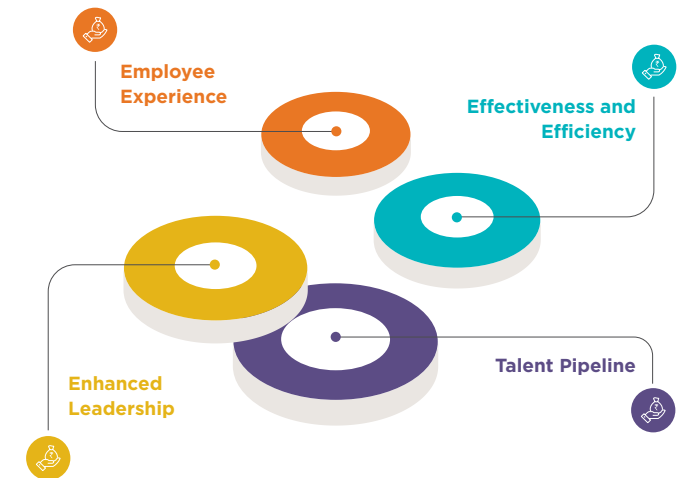 Employee
Experience
Effectiveness and
Efficiency
Talent Pipeline
Enhanced
Leadership